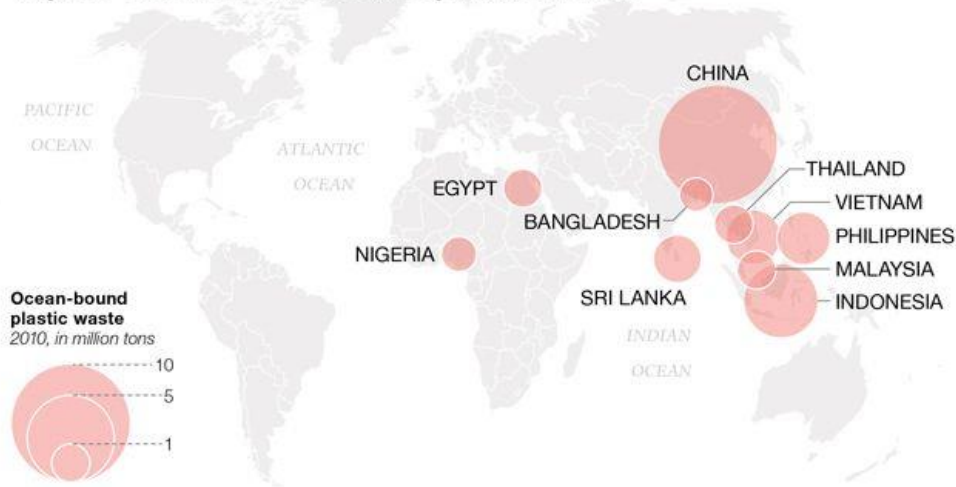 PACIFIC
OCEAN
ATLANTIC
OCEAN
CHINA
THAILAND
EGYPT
VIETNAM
BANGLADESH
PHILIPPINES
NIGERIA
MALAYSIA
SRI LANKA
INDONESIA
INDIAN
OCEAN
Ocean-bound
plastic waste
2010, in million tons
10
5
1